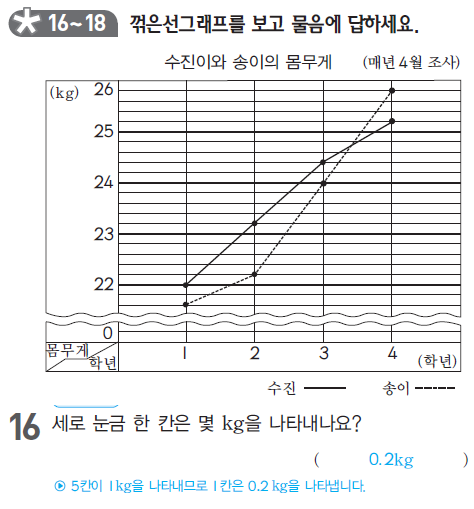 16~18 꺾은선그래프를 보고 물음에 답하세요.
수진이와 송이의 몸무게 (매년 4월 조사)
(kg) 26
25
24
23
22
0
몸무게
학년
1 2 3 4 (학년)
수진 송이
16 세로 눈금 한 칸은 몇 kg을 나타내나요?
( 0.2kg )
5칸이 1kg을 나타내므로 1칸은 0.2 kg을 나타냅니다.